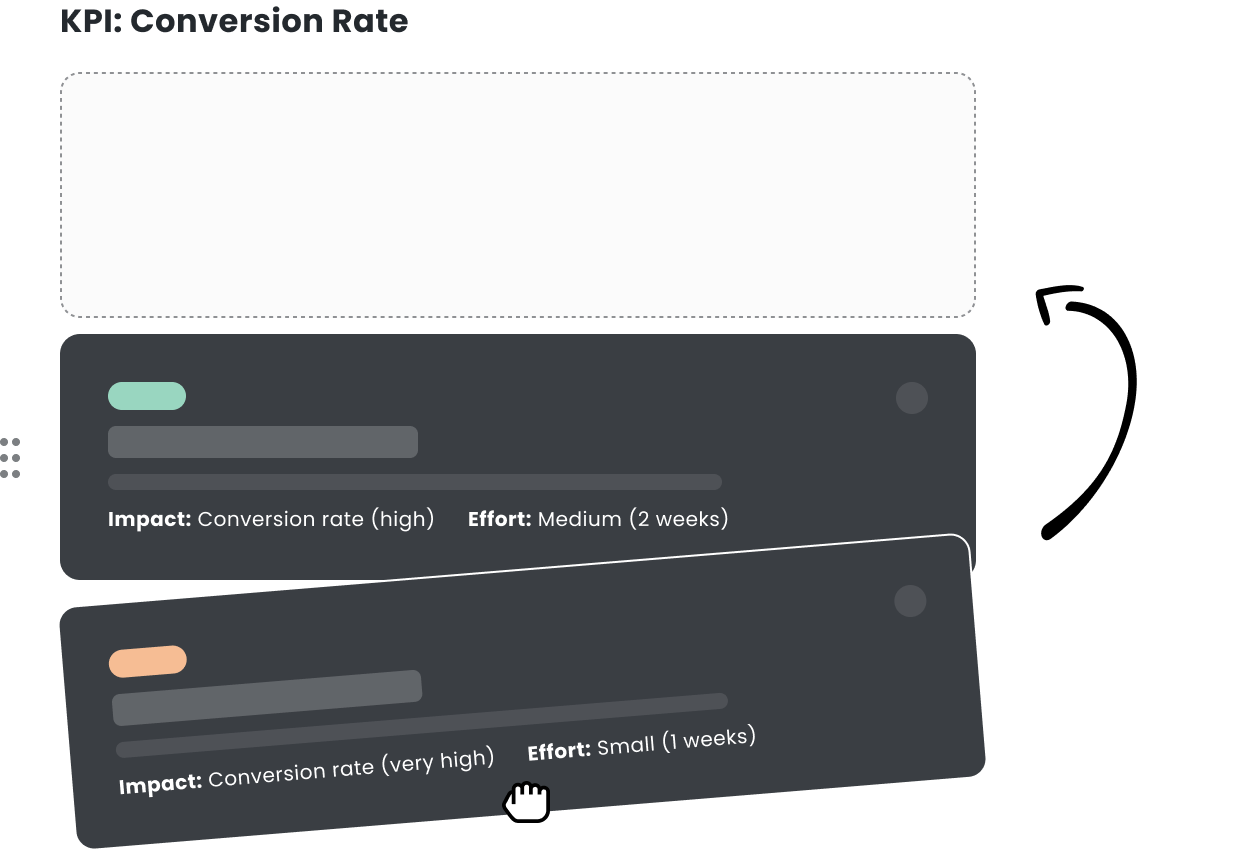 KPI: Conversion Rate
Impact: Conversion rate (high) Effort: Medium (2 weeks)
Impact: Conversion rate (very high) Effort: Small (1 weeks)